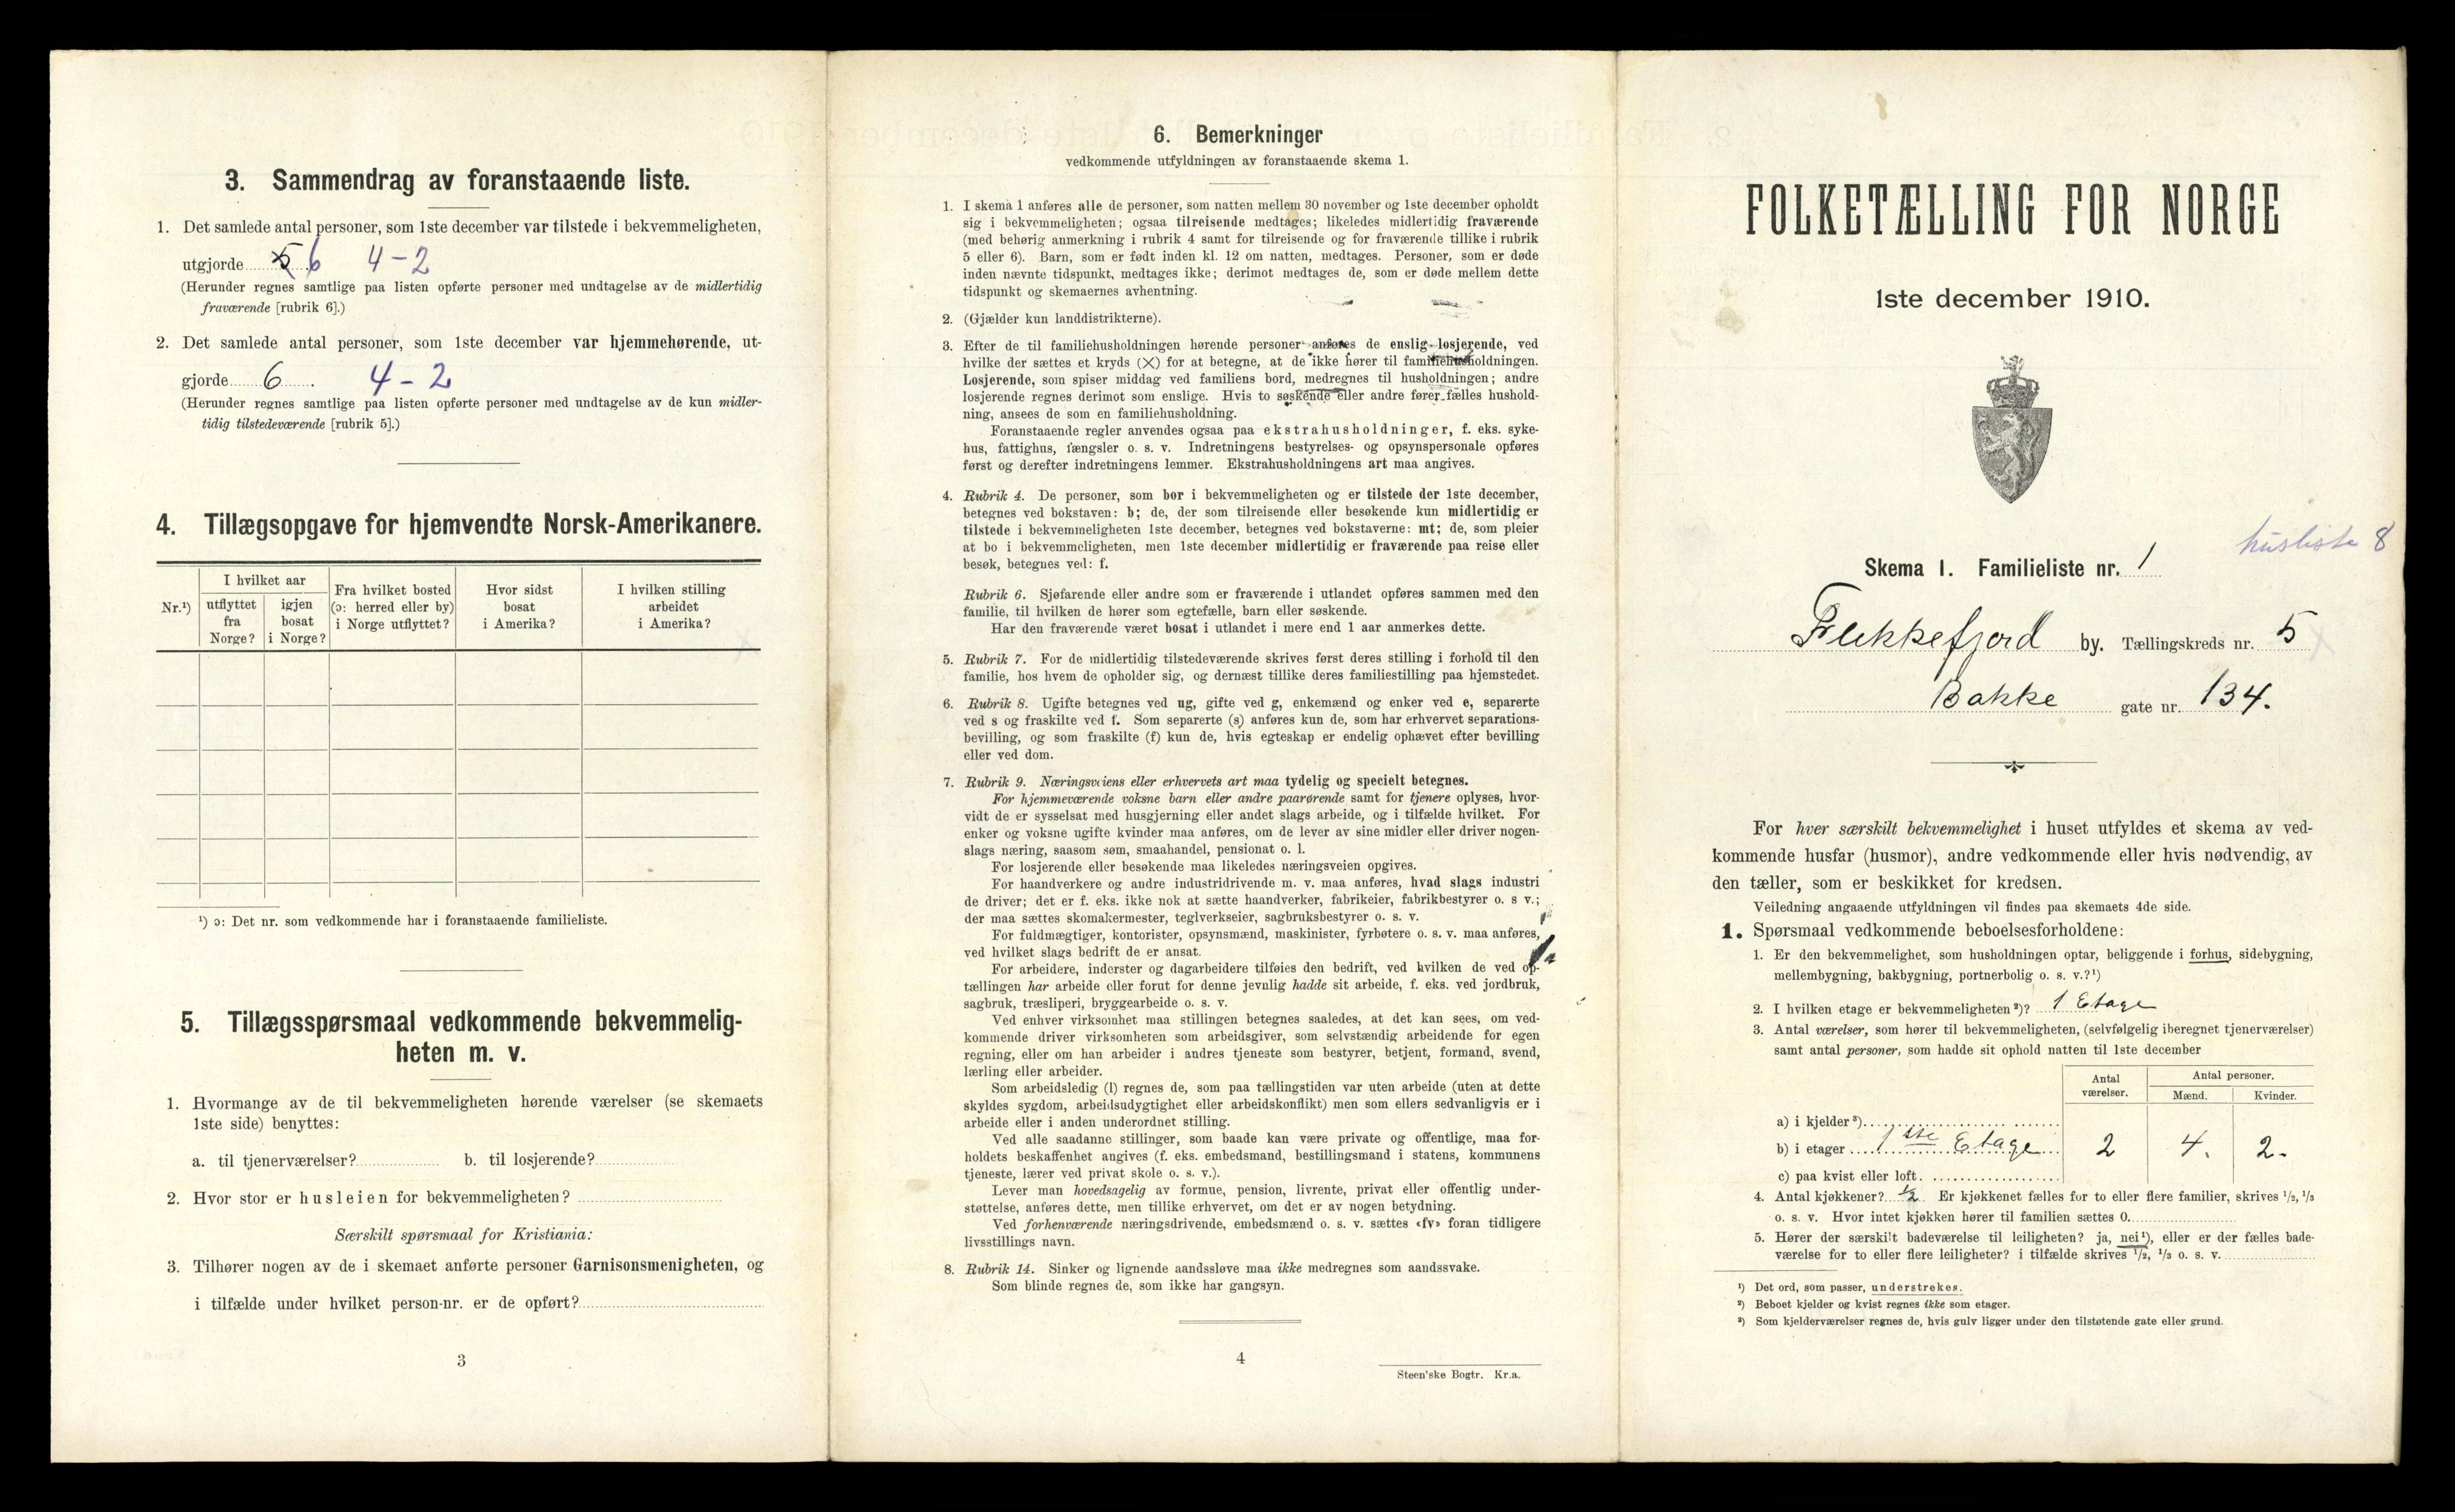 3. Sammendrag av foranstaaende liste.
1. Det samlede antal personer, som 1ste december var tilstede i bekvemmeligheten,
utgjorde 5 6 4-2
(Herunder regnes samtlige paa listen opførte personer med undtagelse av de midlertidig
fraværende [rubrik 6].)
2. Det samlede antal personer, som 1ste december var hjemmehørende, ut-
gjorde 6. 4-2
(Herunder regnes samtlige paa listen opførte personer med undtagelse av de kun midler-
tidig tilstedeværende [rubrik 5].)
4. Tillægsopgave for hjemvendte Norsk-Amerikanere.
Nr.¹)
I hvilket aar
utflyttet fra Norge?
igjen bosat i Norge?
Fra hvilket bosted (ɔ: herred eller by) i Norge utflyttet?
Hvor sidst bosat i Amerika?
I hvilken stilling arbeidet i Amerika?
¹) ɔ: Det nr. som vedkommende har i foranstaaende familieliste.
5. Tillægsspørsmaal vedkommende bekvemmelig-
heten m. v.
1. Hvormange av de til bekvemmeligheten hørende værelser (se skemaets
1ste side) benyttes:
a. til tjenerværelser? b. til losjerende?
2. Hvor stor er husleien for bekvemmeligheten?
Særskilt spørsmaal for Kristiania:
3. Tilhører nogen av de i skemaet anførte personer Garnisonsmenigheten, og
i tilfælde under hvilket person-nr. er de opført?
3
6. Bemerkninger
vedkommende utfyldningen av foranstaaende skema 1.
1. I skema 1 anføres alle de personer, som natten mellem 30 november og 1ste december opholdt
sig i bekvemmeligheten; ogsaa tilreisende medtages; likeledes midlertidig fraværende
(med behørig anmerkning i rubrik 4 samt for tilreisende og for fraværende tillike i rubrik
5 eller 6). Barn, som er født inden kl. 12 om natten, medtages. Personer, som er døde
inden nævnte tidspunkt, medtages ikke; derimot medtages de, som er døde mellem dette
tidspunkt og skemaernes avhentning.
2. (Gjælder kun landdistrikterne).
3. Efter de til familiehusholdningen hørende personer anføres de enslig losjerende, ved
hvilke der sættes et kryds (×) for at betegne, at de ikke hører til familiehusholdningen.
Losjerende, som spiser middag ved familiens bord, medregnes til husholdningen; andre
losjerende regnes derimot som enslige. Hvis to søskende eller andre fører fælles hushold-
ning, ansees de som en familiehusholdning.
Foranstaaende regler anvendes ogsaa paa ekstrahusholdninger, f. eks. syke-
hus, fattighus, fængsler o. s. v. Indretningens bestyrelses- og opsynspersonale opføres
først og derefter indretningens lemmer. Ekstrahusholdningens art maa angives.
4. Rubrik 4. De personer, som bor i bekvemmeligheten og er tilstede der 1ste december,
betegnes ved bokstaven: b; de, der som tilreisende eller besøkende kun midlertidig er
tilstede i bekvemmeligheten 1ste december, betegnes ved bokstaverne: mt; de, som pleier
at bo i bekvemmeligheten, men 1ste december midlertidig er fraværende paa reise eller
besøk, betegnes ved: f.
Rubrik 6. Sjøfarende eller andre som er fraværende i utlandet opføres sammen med den
familie, til hvilken de hører som egtefælle, barn eller søskende.
Har den fraværende været bosat i utlandet i mere end 1 aar anmerkes dette.
5. Rubrik 7. For de midlertidig tilstedeværende skrives først deres stilling i forhold til den
familie, hos hvem de opholder sig, og dernæst tillike deres familiestilling paa hjemstedet.
6. Rubrik 8. Ugifte betegnes ved ug, gifte ved g, enkemænd og enker ved e, separerte
ved s og fraskilte ved f. Som separerte (s) anføres kun de, som har erhvervet separations-
bevilling, og som fraskilte (f) kun de, hvis egteskap er endelig ophævet efter bevilling
eller ved dom.
7. Rubrik 9. Næringsveiens eller erhvervets art maa tydelig og specielt betegnes.
For hjemmeværende voksne barn eller andre paarørende samt for tjenere oplyses, hvor-
vidt de er sysselsat med husgjerning eller andet slags arbeide, og i tilfælde hvilket. For
enker og voksne ugifte kvinder maa anføres, om de lever av sine midler eller driver nogen-
slags næring, saasom søm, smaahandel, pensionat o. l.
For losjerende eller besøkende maa likeledes næringsveien opgives.
For haandverkere og andre industridrivende m. v. maa anføres, hvad slags industri
de driver; det er f. eks. ikke nok at sætte haandverker, fabrikeier, fabrikbestyrer o. s v.;
der maa sættes skomakermester, teglverkseier, sagbruksbestyrer o. s. v.
For fuldmægtiger, kontorister, opsynsmænd, maskinister, fyrbøtere o. s. v. maa anføres,
ved hvilket slags bedrift de er ansat.
For arbeidere, inderster og dagarbeidere tilføies den bedrift, ved hvilken de ved op-
tællingen har arbeide eller forut for denne jevnlig hadde sit arbeide, f. eks. ved jordbruk,
sagbruk, træsliperi, bryggearbeide o. s. v.
Ved enhver virksomhet maa stillingen betegnes saaledes, at det kan sees, om ved-
kommende driver virksomheten som arbeidsgiver, som selvstændig arbeidende for egen
regning, eller om han arbeider i andres tjeneste som bestyrer, betjent, formand, svend,
lærling eller arbeider.
Som arbeidsledig (l) regnes de, som paa tællingstiden var uten arbeide (uten at dette
skyldes sygdom, arbeidsudygtighet eller arbeidskonflikt) men som ellers sedvanligvis er i
arbeide eller i anden underordnet stilling.
Ved alle saadanne stillinger, som baade kan være private og offentlige, maa for-
holdets beskaffenhet angives (f. eks. embedsmand, bestillingsmand i statens, kommunens
tjeneste, lærer ved privat skole o. s. v.).
Lever man hovedsagelig av formue, pension, livrente, privat eller offentlig under-
støttelse, anføres dette, men tillike erhvervet, om det er av nogen betydning.
Ved forhenværende næringsdrivende, embedsmænd o. s. v. sættes «fv» foran tidligere
livsstillings navn.
8. Rubrik 14. Sinker og lignende aandssløve maa ikke medregnes som aandssvake.
Som blinde regnes de, som ikke har gangsyn.
4
Steen'ske Bogtr. Kr.a.
FOLKETÆLLING FOR NORGE
1ste december 1910.
husliste 8
Skema 1. Familieliste nr. 1
Flekkefjord by. Tællingskreds nr. 5
Bakke gate nr. 134.
For hver særskilt bekvemmelighet i huset utfyldes et skema av ved-
kommende husfar (husmor), andre vedkommende eller hvis nødvendig, av
den tæller, som er beskikket for kredsen.
Veiledning angaaende utfyldningen vil findes paa skemaets 4de side.
1. Spørsmaal vedkommende beboelsesforholdene:
1. Er den bekvemmelighet, som husholdningen optar, beliggende i forhus, sidebygning,
mellembygning, bakbygning, portnerbolig o. s. v.?¹)
2. I hvilken etage er bekvemmeligheten²)? 1 Etage
3. Antal værelser, som hører til bekvemmeligheten, (selvfølgelig iberegnet tjenerværelser)
samt antal personer, som hadde sit ophold natten til 1ste december
Antal værelser. Antal personer.
Mænd. Kvinder.
a) i kjelder³)
b) i etager 1ste Etage 2 4. 2.
c) paa kvist eller loft.
4. Antal kjøkkener? ½ Er kjøkkenet fælles for to eller flere familier, skrives ¹/₂, ¹/₃
o. s. v. Hvor intet kjøkken hører til familien sættes 0.
5. Hører der særskilt badeværelse til leiligheten? ja, nei¹), eller er der fælles bade-
værelse for to eller flere leiligheter? i tilfælde skrives ¹/₂, ¹/₃ o. s. v.
¹) Det ord, som passer, understrekes.
²) Beboet kjelder og kvist regnes ikke som etager.
³) Som kjelderværelser regnes de, hvis gulv ligger under den tilstøtende gate eller grund.